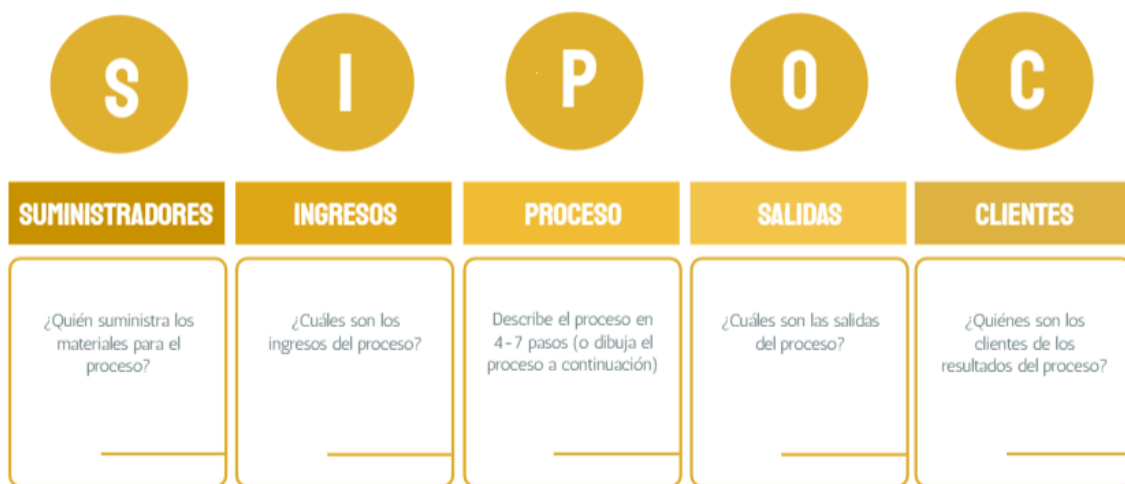 S
I
P
O
C
SUMINISTRADORES
INGRESOS
PROCESO
SALIDAS
CLIENTES
¿Quién suministra los
materiales para el
proceso?
¿Cuáles son los
ingresos del proceso?
Describe el proceso en
4-7 pasos (o dibuja el
proceso a continuación)
¿Cuáles son las salidas
del proceso?
¿Quiénes son los
clientes de los
resultados del proceso?